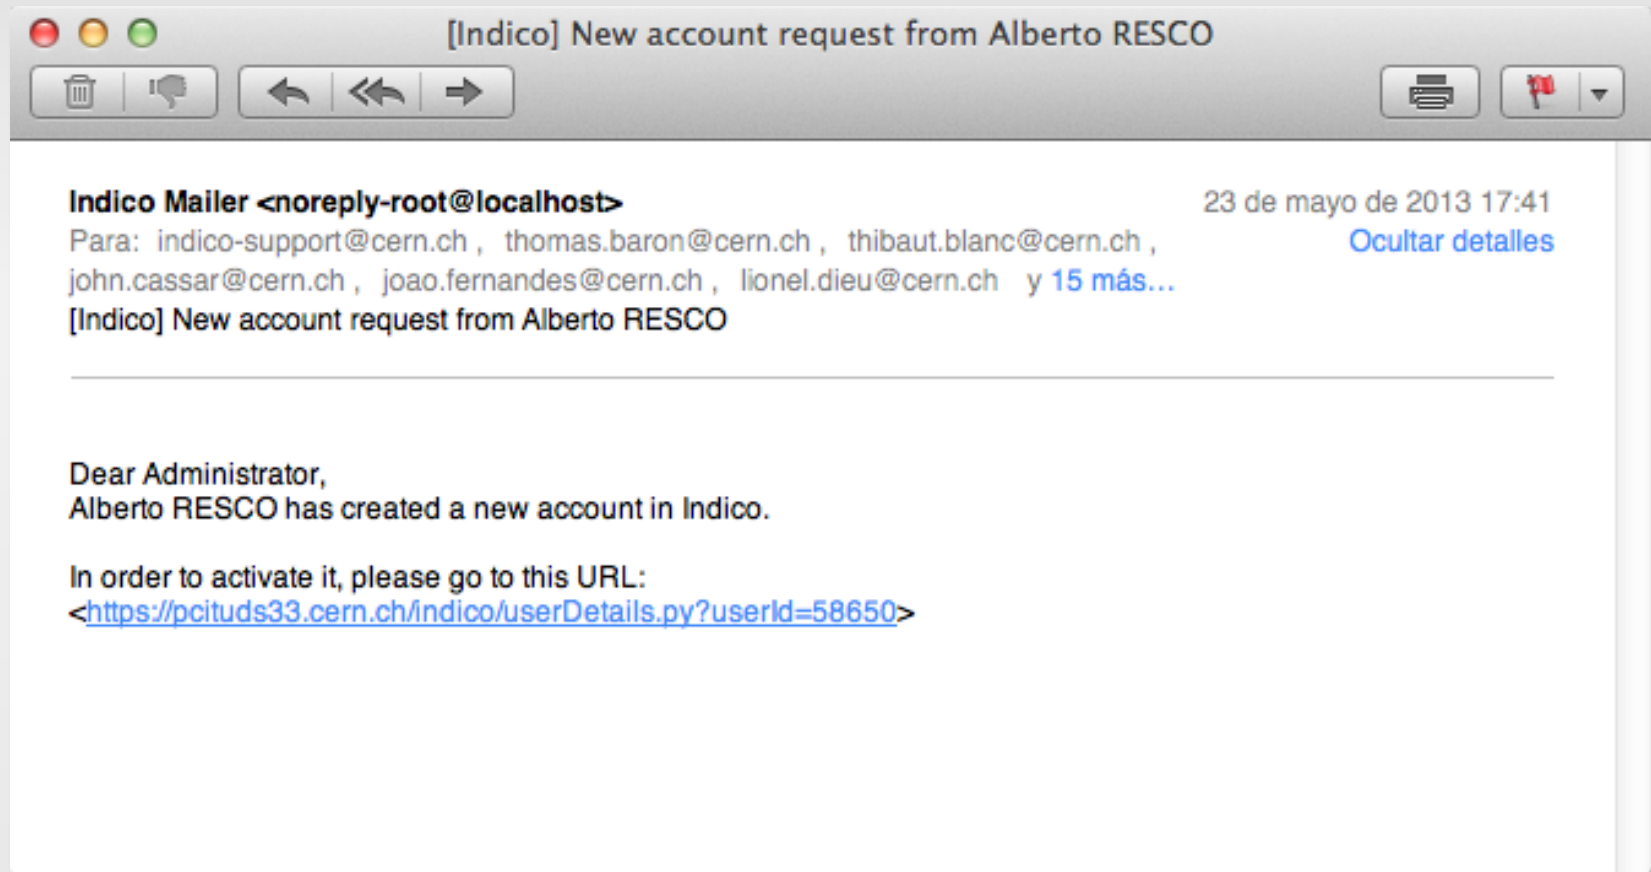 [Indico] New account request from Alberto RESCO
Indico Mailer <noreply-root@localhost>
23 de mayo de 2013 17:41
Para: indico-support@cern.ch , thomas.baron@cern.ch , thibaut.blanc@cern.ch ,
Ocultar detalles
john.cassar@cern.ch , joao.fernandes@cern.ch , lionel.dieu@cern.ch y 15 más...
[Indico] New account request from Alberto RESCO
Dear Administrator,
Alberto RESCO has created a new account in Indico.
In order to activate it, please go to this URL:
<https://pcituds33.cern.ch/indico/userDetails.py?userId=58650>